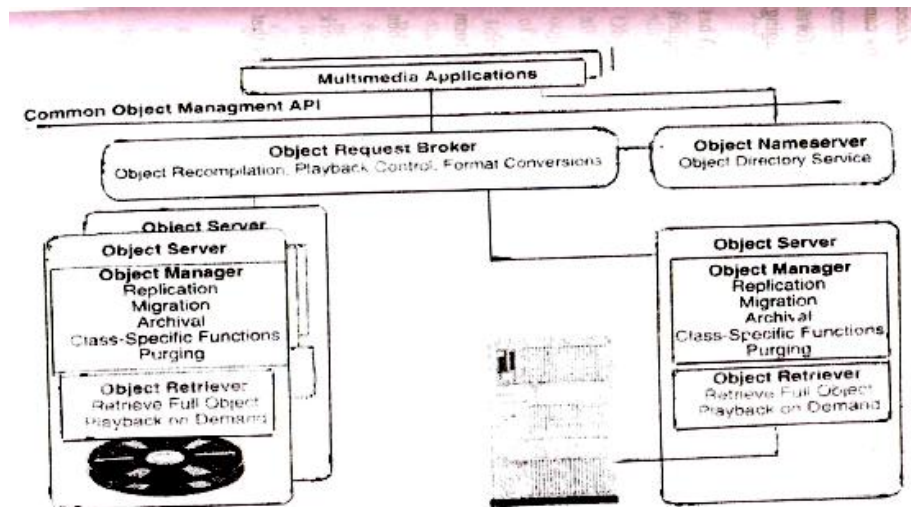 Multimedia Applications
Common Object Managment API
Object Request Broker
Object Recompilation, Playback Control, Format Conversions
Object Nameserver
Object Directory Service
Object Server
Object Server
Object Manager
Replication
Migration
Archival
Class-Specific Functions
Purging
Object Retriever
Retrieve Full Object
Playback on Demand
Object Server
Object Manager
Replication
Migration
Archival
Class-Specific Functions
Purging
Object Retriever
Retrieve Full Object
Playback on Demand